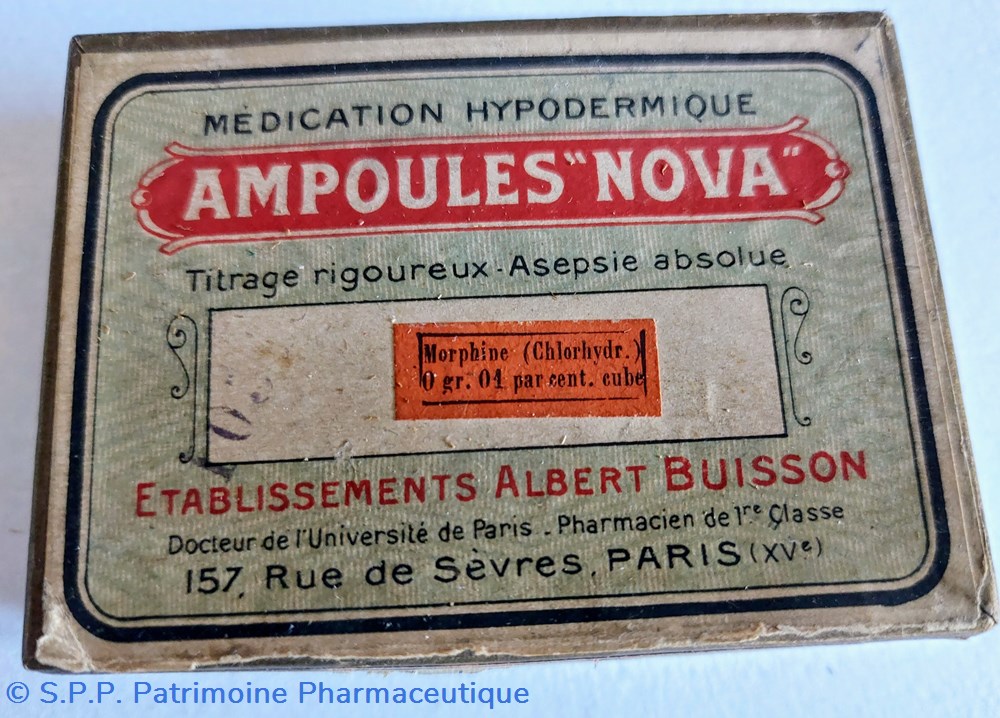 MÉDICATION HYPODERMIQUE
AMPOULES "NOVA"
Titrage rigoureux - Asepsie absolue
Morphine (Chlorhydr.)
0 gr. 01 par cent. cube
ETABLISSEMENTS ALBERT BUISSON
Docteur de l'Université de Paris - Pharmacien de 1re Classe
157, Rue de Sèvres, PARIS (XVe)
© S.P.P. Patrimoine Pharmaceutique